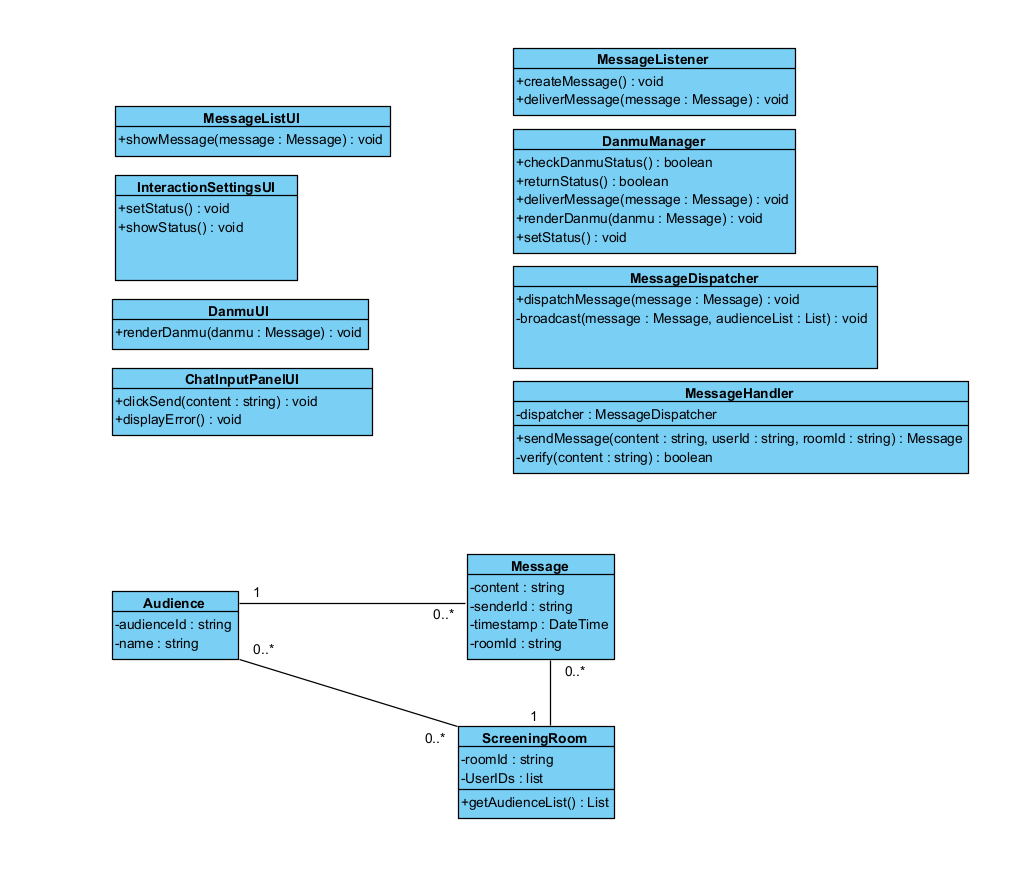 MessageListUI
+showMessage(message : Message) : void
InteractionSettingsUI
+setStatus() : void
+showStatus() : void
DanmuUI
+renderDanmu(danmu : Message) : void
ChatInputPanelUI
+clickSend(content : string) : void
+displayError() : void
MessageListener
+createMessage() : void
+deliverMessage(message : Message) : void
DanmuManager
+checkDanmuStatus() : boolean
+returnStatus() : boolean
+deliverMessage(message : Message) : void
+renderDanmu(danmu : Message) : void
+setStatus() : void
MessageDispatcher
+dispatchMessage(message : Message) : void
-broadcast(message : Message, audienceList : List) : void
MessageHandler
-dispatcher : MessageDispatcher
+sendMessage(content : string, userId : string, roomId : string) : Message
-verify(content : string) : boolean
Audience
-audienceId : string
-name : string
1
0..*
Message
-content : string
-senderId : string
-timestamp : DateTime
-roomId : string
0..*
0..*
0..*
1
ScreeningRoom
-roomId : string
-UserIDs : list
+getAudienceList() : List